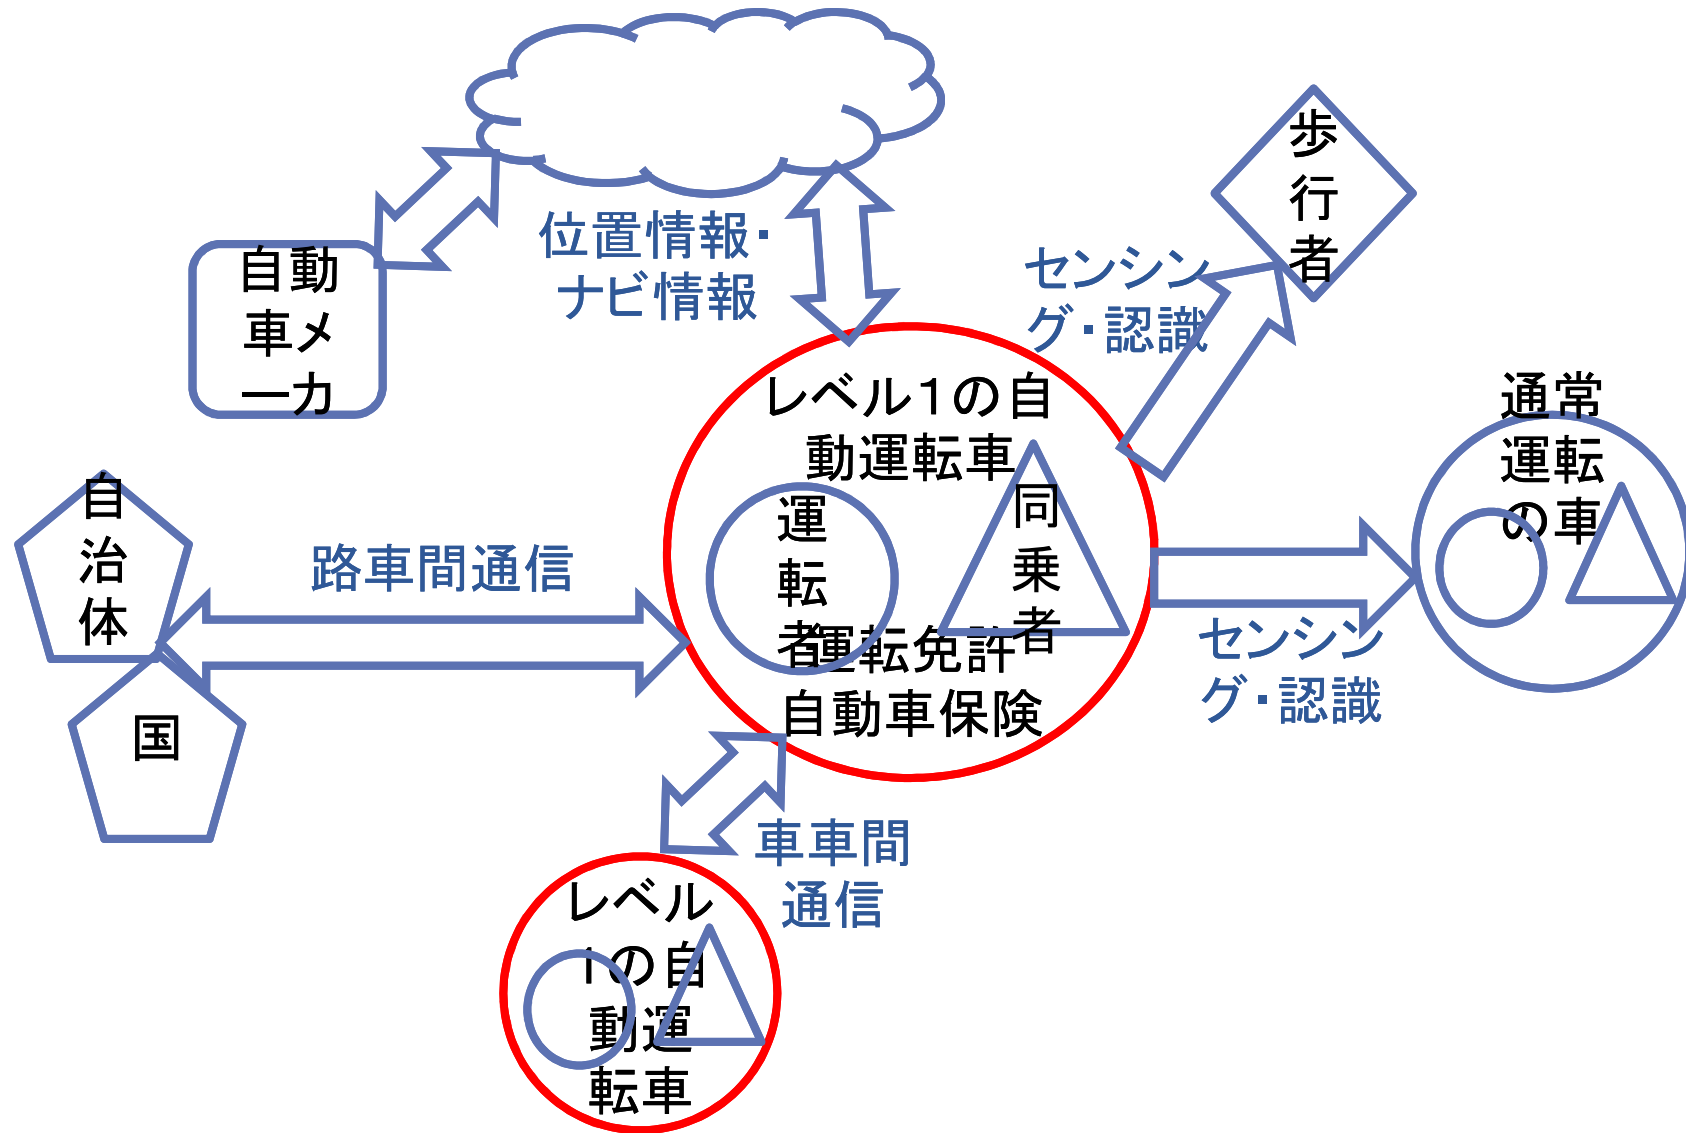 位置情報・
ナビ情報
自動
車メ
ーカ
歩
行
者
センシン
グ・認識
レベル1の自
動運転車
運
転
者
同
乗
者
運転免許
自動車保険
通常
運転
の車
センシン
グ・認識
自
治
体
路車間通信
国
車車間
通信
レベル
1の自
動運
転車